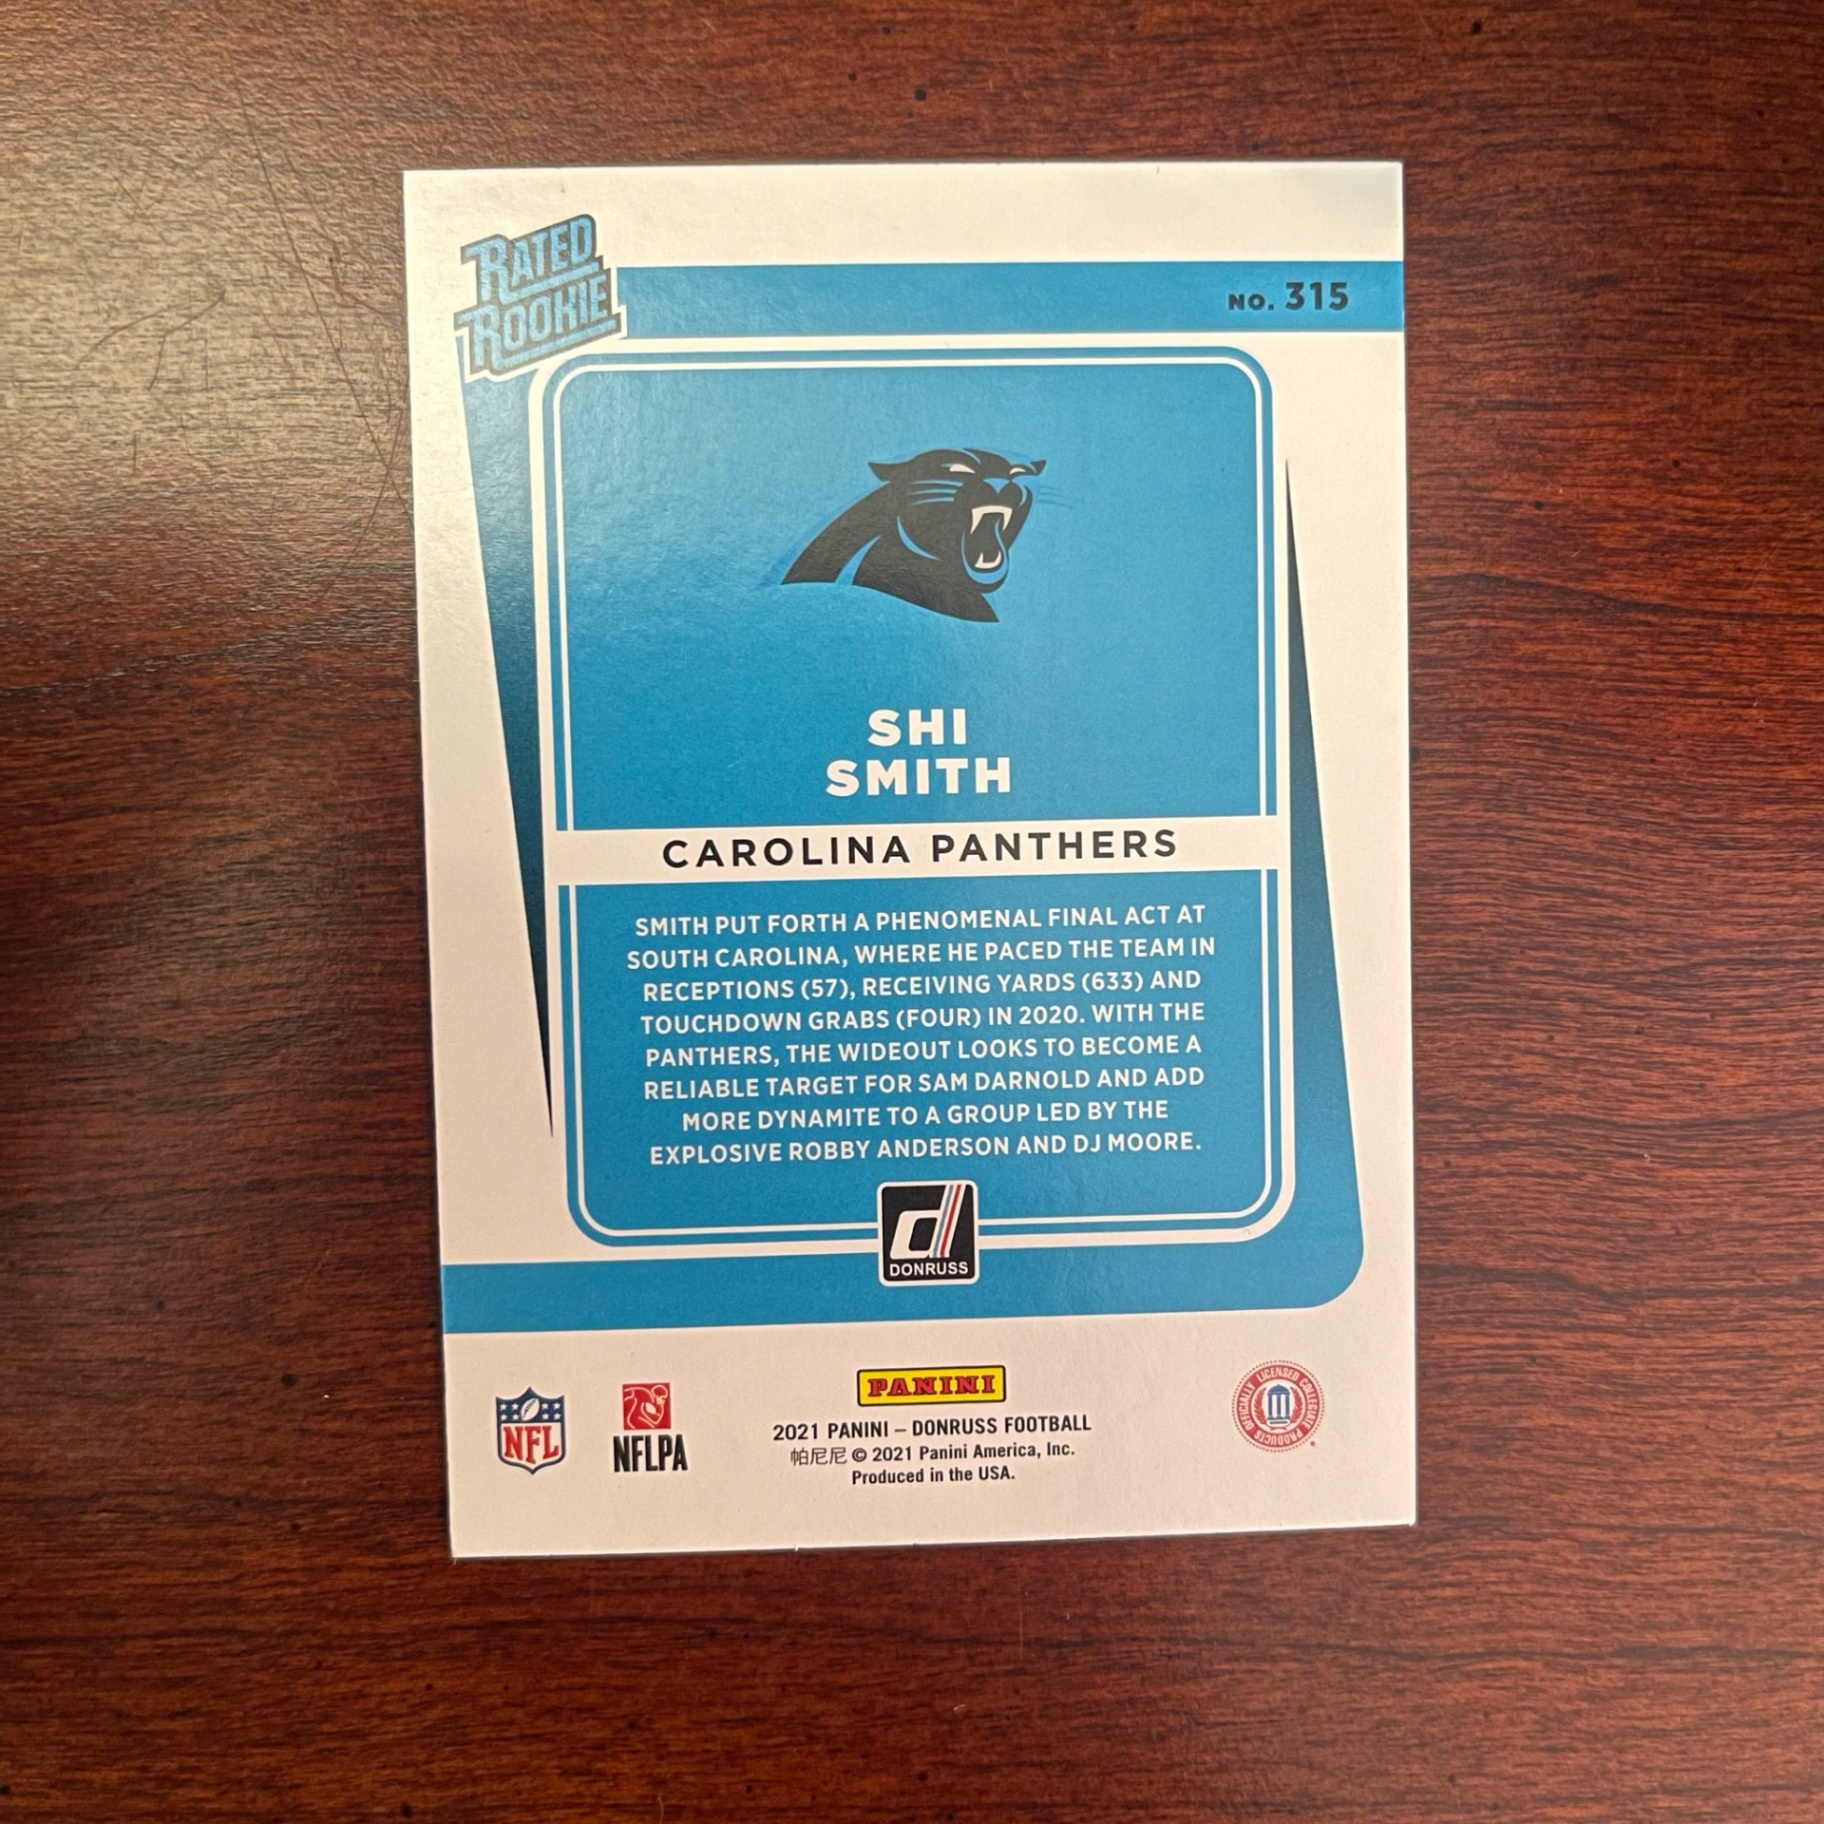 RATED
ROOKIE
NO. 315
SHI
SMITH
CAROLINA PANTHERS
SMITH PUT FORTH A PHENOMENAL FINAL ACT AT
SOUTH CAROLINA, WHERE HE PACED THE TEAM IN
RECEPTIONS (57), RECEIVING YARDS (633) AND
TOUCHDOWN GRABS (FOUR) IN 2020. WITH THE
PANTHERS, THE WIDEOUT LOOKS TO BECOME A
RELIABLE TARGET FOR SAM DARNOLD AND ADD
MORE DYNAMITE TO A GROUP LED BY THE
EXPLOSIVE ROBBY ANDERSON AND DJ MOORE.
d
DONRUSS
NFL
NFLPA
PANINI
2021 PANINI – DONRUSS FOOTBALL
帕尼尼 © 2021 Panini America, Inc.
Produced in the USA.
OFFICIALLY LICENSED COLLEGIATE PRODUCTS